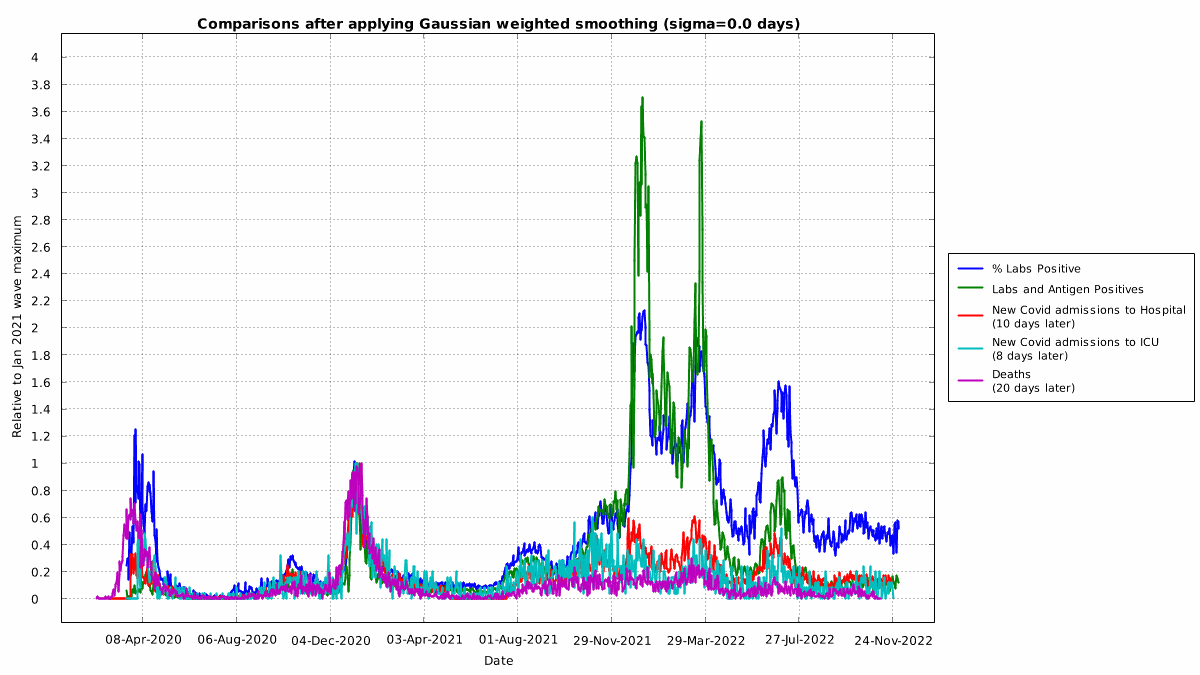 Comparisons after applying Gaussian weighted smoothing (sigma=0.0 days)
Relative to Jan 2021 wave maximum
4
3.8
3.6
3.4
3.2
3
2.8
2.6
2.4
2.2
2
1.8
1.6
1.4
1.2
1
0.8
0.6
0.4
0.2
0
08-Apr-2020
06-Aug-2020
04-Dec-2020
03-Apr-2021
01-Aug-2021
29-Nov-2021
29-Mar-2022
27-Jul-2022
24-Nov-2022
Date
% Labs Positive
Labs and Antigen Positives
New Covid admissions to Hospital
(10 days later)
New Covid admissions to ICU
(8 days later)
Deaths
(20 days later)